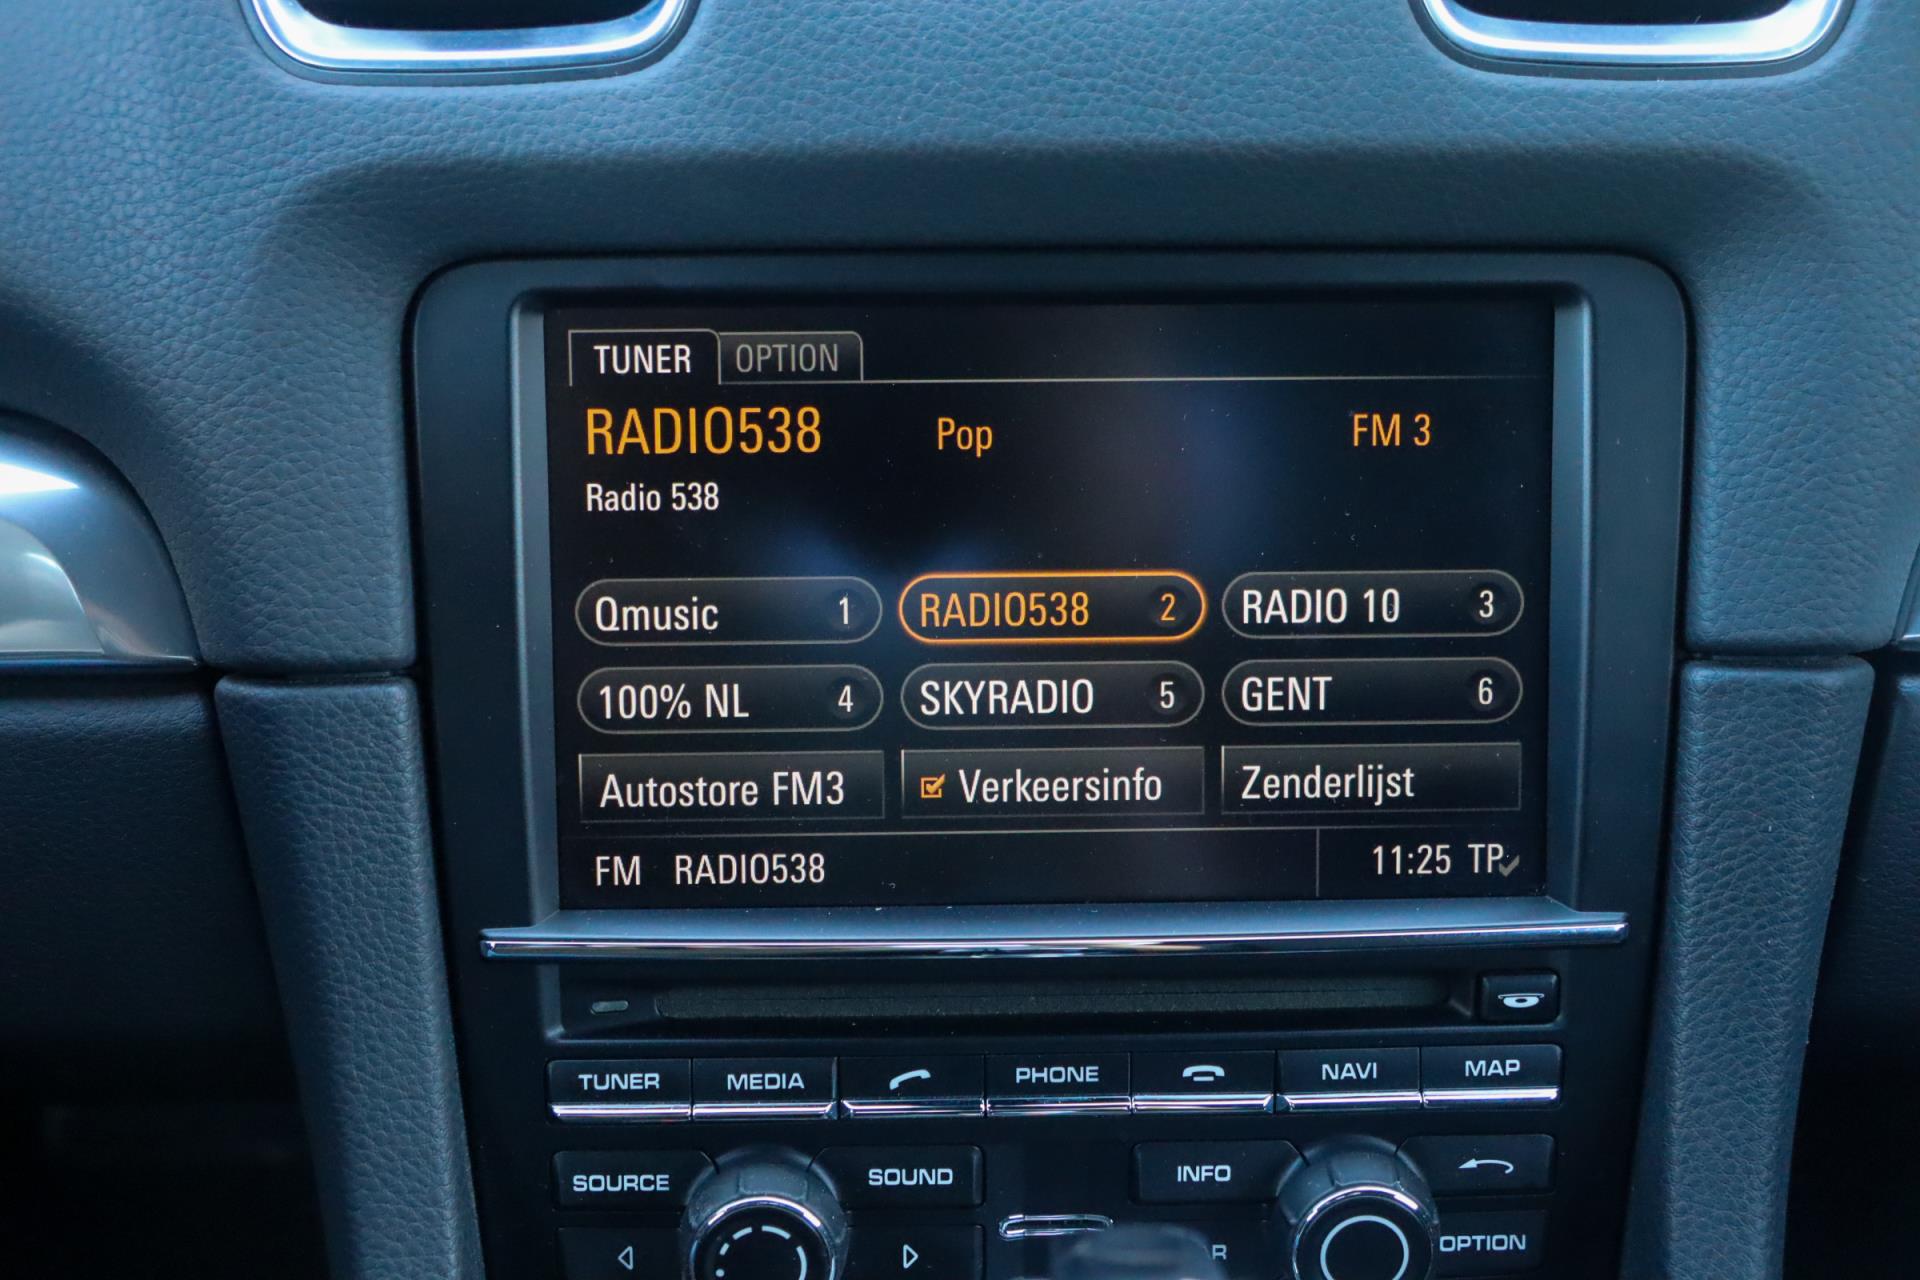 TUNER OPTION
RADIO538 Pop FM 3
Radio 538
Qmusic 1 RADIO538 2 RADIO 10 3
100% NL 4 SKYRADIO 5 GENT 6
Autostore FM3 Verkeersinfo Zenderlijst
FM RADIO538 11:25 TP
TUNER MEDIA PHONE NAVI MAP
SOURCE SOUND INFO
OPTION